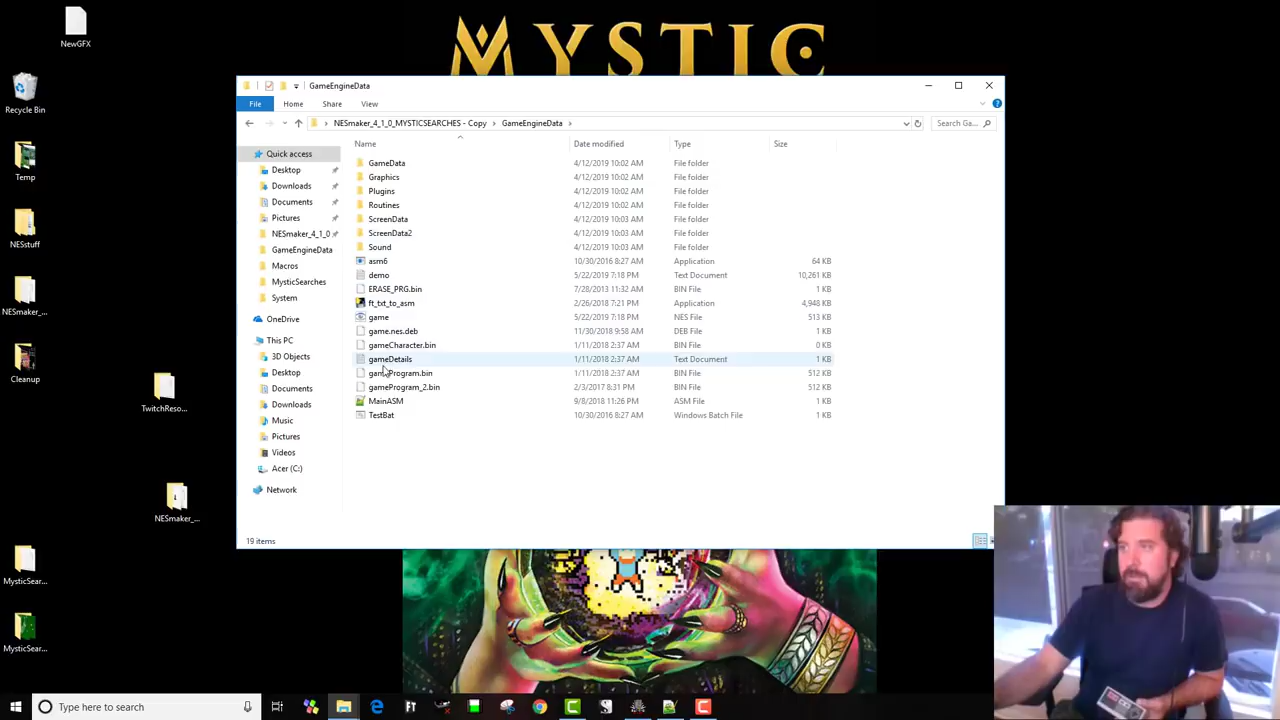 MYSTIC
NewGFX
Recycle Bin
Temp
NESstuff
NESmaker_...
Cleanup
TwitchReso...
NESmaker_...
MysticSear...
MysticSear...
GameEngineData
File Home Share View
NESmaker_4_1_0_MYSTICSEARCHES - Copy > GameEngineData >
Search Ga...
Quick access
Desktop
Downloads
Documents
Pictures
NESmaker_4_1_0
GameEngineData
Macros
MysticSearches
System
OneDrive
This PC
3D Objects
Desktop
Documents
Downloads
Music
Pictures
Videos
Acer (C:)
Network
Name Date modified Type Size
GameData 4/12/2019 10:02 AM File folder
Graphics 4/12/2019 10:02 AM File folder
Plugins 4/12/2019 10:02 AM File folder
Routines 4/12/2019 10:02 AM File folder
ScreenData 4/12/2019 10:03 AM File folder
ScreenData2 4/12/2019 10:03 AM File folder
Sound 4/12/2019 10:03 AM File folder
asm6 10/30/2016 8:27 AM Application 64 KB
demo 5/22/2019 7:18 PM Text Document 10,261 KB
ERASE_PRG.bin 7/28/2013 11:32 AM BIN File 1 KB
ft_txt_to_asm 2/26/2018 7:21 PM Application 4,948 KB
game 5/22/2019 7:18 PM NES File 513 KB
game.nes.deb 11/30/2018 9:58 AM DEB File 1 KB
gameCharacter.bin 1/11/2018 2:37 AM BIN File 0 KB
gameDetails 1/11/2018 2:37 AM Text Document 1 KB
gameProgram.bin 1/11/2018 2:37 AM BIN File 512 KB
gameProgram_2.bin 2/3/2017 8:31 PM BIN File 512 KB
MainASM 9/8/2018 11:26 PM ASM File 1 KB
TestBat 10/30/2016 8:27 AM Windows Batch File 1 KB
19 items
Type here to search